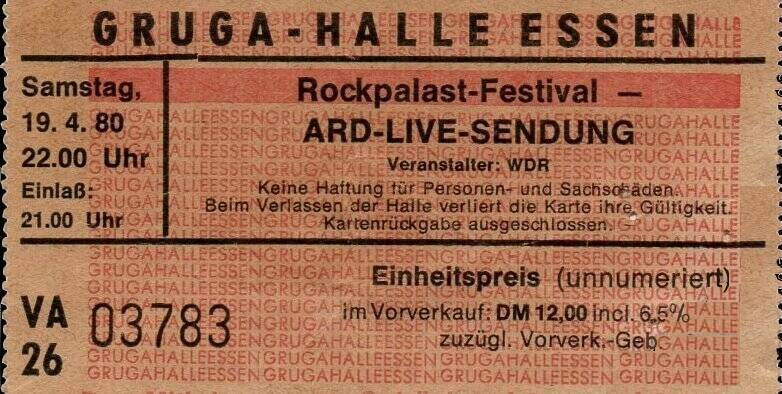 GRUGA-HALLE ESSEN
Samstag,
19. 4. 80
22.00 Uhr
Einlaß:
21.00 Uhr
Rockpalast-Festival —
ARD-LIVE-SENDUNG
Veranstalter: WDR
Keine Haftung für Personen- und Sachschäden.
Beim Verlassen der Halle verliert die Karte ihre Gültigkeit.
Kartenrückgabe ausgeschlossen.
VA
26
03783
Einheitspreis (unnumeriert)
im Vorverkauf: DM 12,00 incl. 6,5%
zuzügl. Vorverk.-Geb.